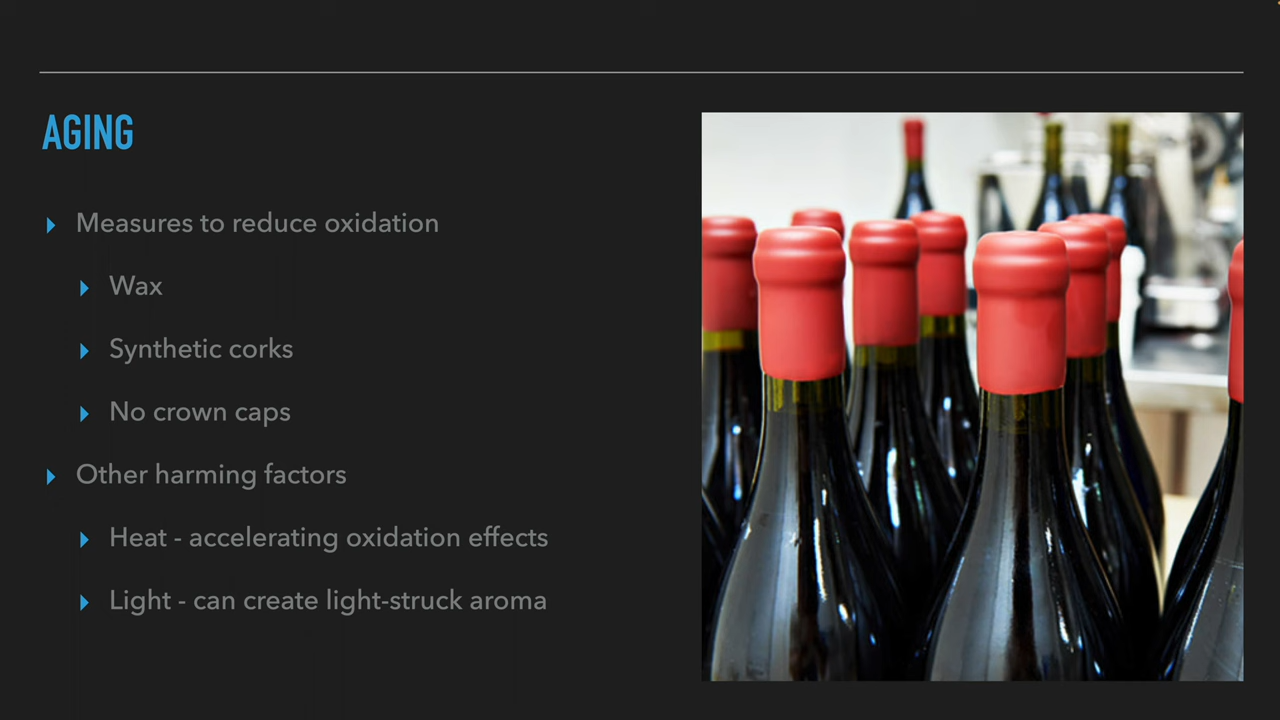 AGING
Measures to reduce oxidation
Wax
Synthetic corks
No crown caps
Other harming factors
Heat - accelerating oxidation effects
Light - can create light-struck aroma